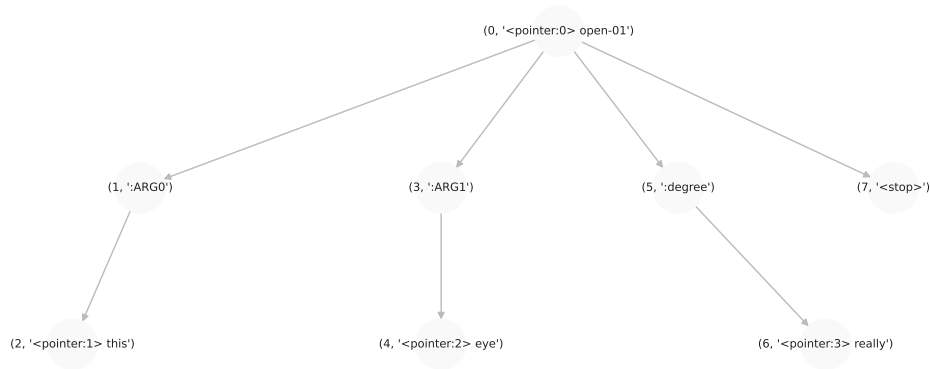 (0, '<pointer:0> open-01')
(1, ':ARG0')
(3, ':ARG1')
(5, ':degree')
(7, '<stop>')
(2, '<pointer:1> this')
(4, '<pointer:2> eye')
(6, '<pointer:3> really')